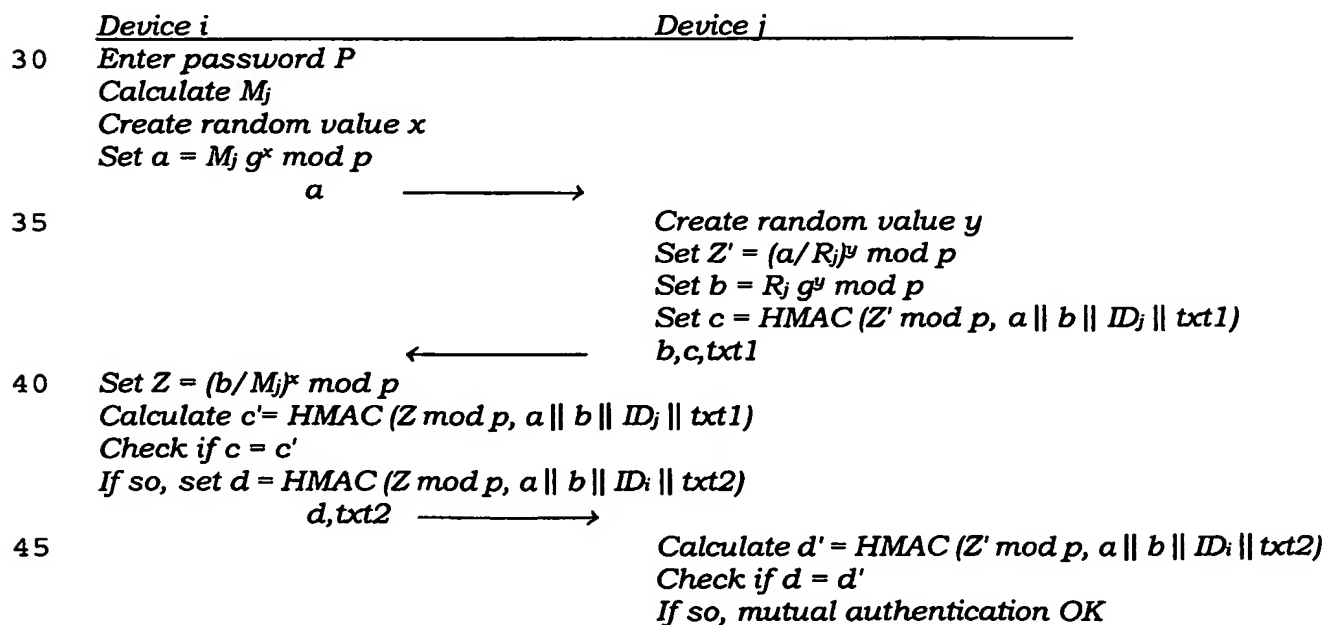 Device i Device j
30 Enter password P
Calculate Mj
Create random value x
Set a = Mj gˣ mod p
a
35 Create random value y
Set Z' = (a/Rj)ʸ mod p
Set b = Rj gʸ mod p
Set c = HMAC (Z' mod p, a || b || IDj || txt1)
b,c,txt1
40 Set Z = (b/Mj)ˣ mod p
Calculate c'= HMAC (Z mod p, a || b || IDj || txt1)
Check if c = c'
If so, set d = HMAC (Z mod p, a || b || IDi || txt2)
d,txt2
45 Calculate d' = HMAC (Z' mod p, a || b || IDi || txt2)
Check if d = d'
If so, mutual authentication OK